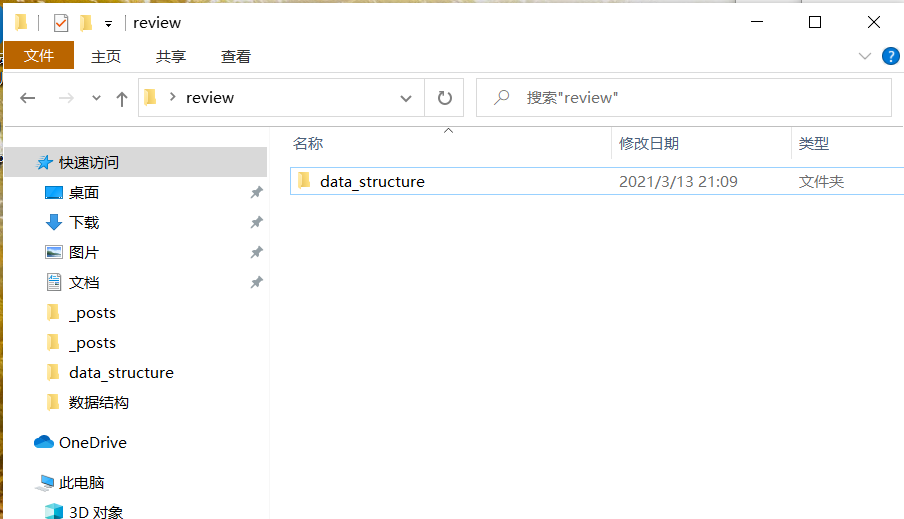 review
文件 主页 共享 查看
review 搜索"review"
名称 修改日期 类型
快速访问
data_structure 2021/3/13 21:09 文件夹
桌面
下载
图片
文档
_posts
_posts
data_structure
数据结构
OneDrive
此电脑
3D 对象